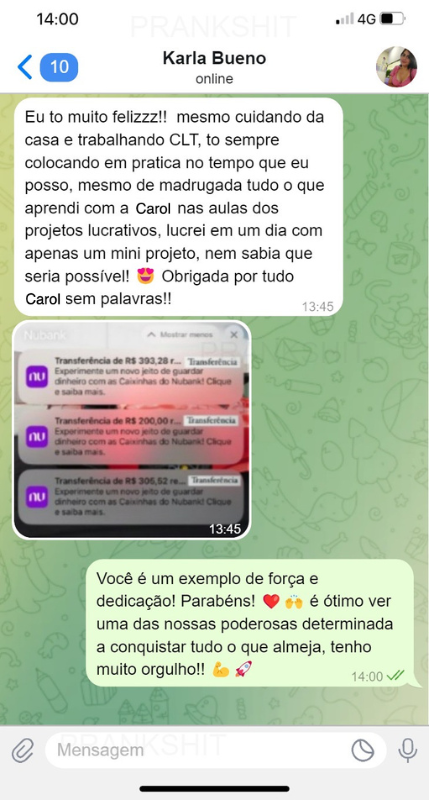 PRANKSHIT
14:00
4G
10
Karla Bueno
online
Eu to muito felizzz!! mesmo cuidando da
casa e trabalhando CLT, to sempre
colocando em pratica no tempo que eu
posso, mesmo de madrugada tudo o que
aprendi com a Carol nas aulas dos
projetos lucrativos, lucrei em um dia com
apenas um mini projeto, nem sabia que
seria possível! 😍 Obrigada por tudo
Carol sem palavras!!
13:45
Nubank
Mostrar menos
Transferência de R$ 393,28 r... Transferência
Experimente um novo jeito de guardar
dinheiro com as Caixinhas do Nubank! Clique
e saiba mais.
Transferência de R$ 200,00 r... Transferência
Experimente um novo jeito de guardar
dinheiro com as Caixinhas do Nubank! Clique
e saiba mais.
Transferência de R$ 305,52 re... Transferência
Experimente um novo jeito de guardar
dinheiro com as Caixinhas do Nubank! Clique
e saiba mais.
13:45
Você é um exemplo de força e
dedicação! Parabéns! ❤️ 🙌 é ótimo ver
uma das nossas poderosas determinada
a conquistar tudo o que almeja, tenho
muito orgulho!! 💪 🚀
14:00
PRANKSHIT
Mensagem